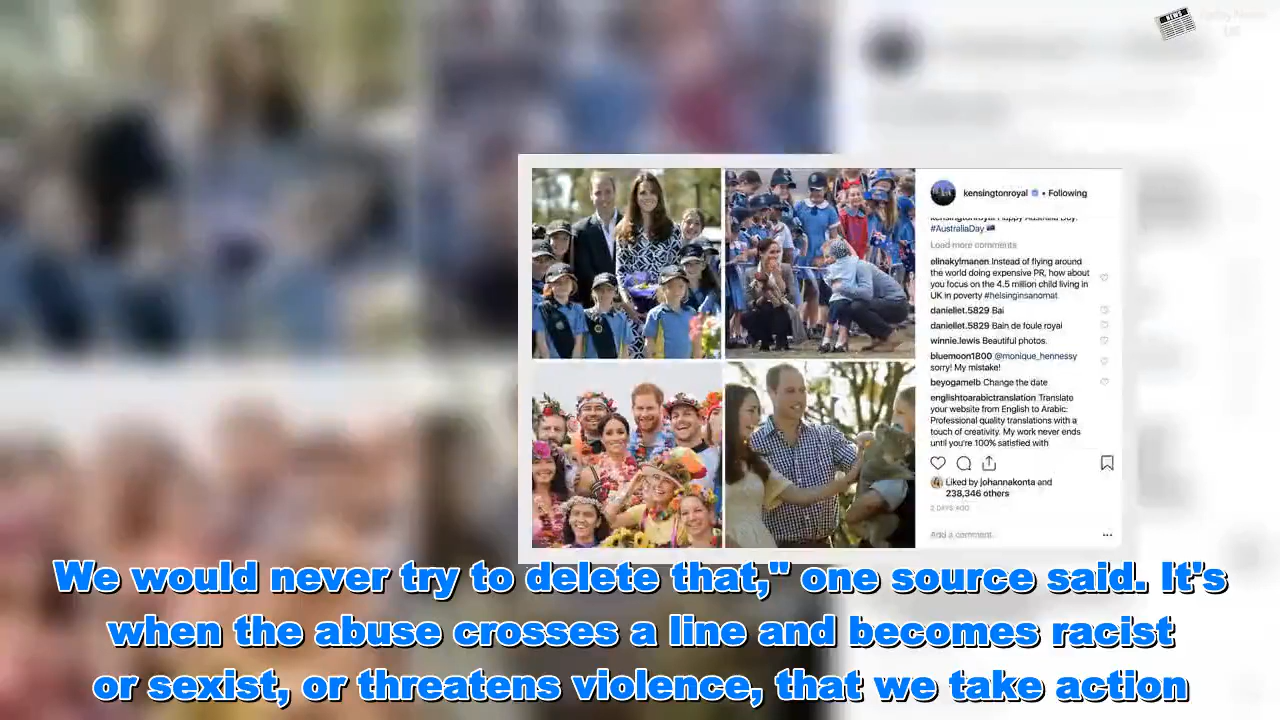 NEWS
kensingtonroyal • Following
kensingtonroyal Happy Australia Day!
#AustraliaDay
Load more comments
elinakylmanen Instead of flying around
the world doing expensive PR, how about
you focus on the 4.5 million child living in
UK in poverty #helsinginsanomat
daniellet.5829 Bai
daniellet.5829 Bain de foule royal
winnie.lewis Beautiful photos.
bluemoon1800 @monique_hennessy
sorry! My mistake!
beyogamelb Change the date
englishtoarabictranslation Translate
your website from English to Arabic:
Professional quality translations with a
touch of creativity. My work never ends
until you're 100% satisfied with
Liked by johannakonta and
238,346 others
2 DAYS AGO
Add a comment...
We would never try to delete that," one source said. It's
when the abuse crosses a line and becomes racist
or sexist, or threatens violence, that we take action